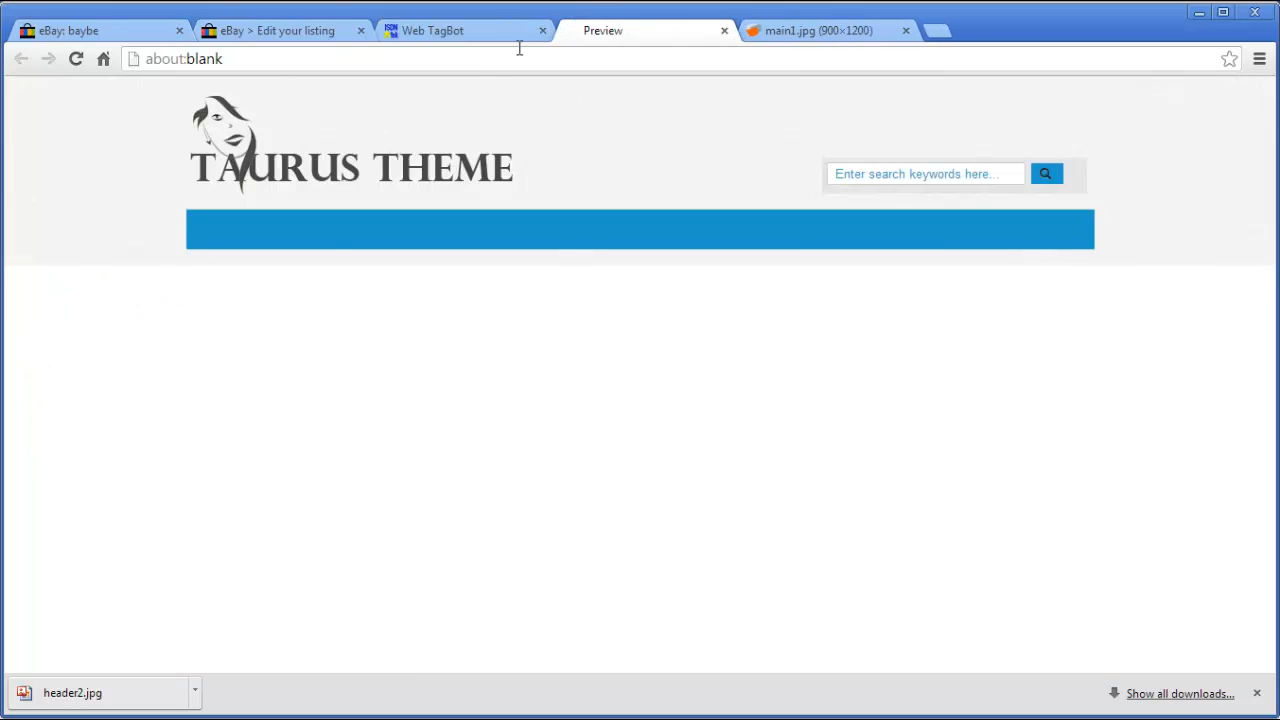 eBay: baybe
eBay > Edit your listing
Web TagBot
Preview
main1.jpg (900×1200)
about:blank
TAURUS THEME
Enter search keywords here...
header2.jpg
Show all downloads...